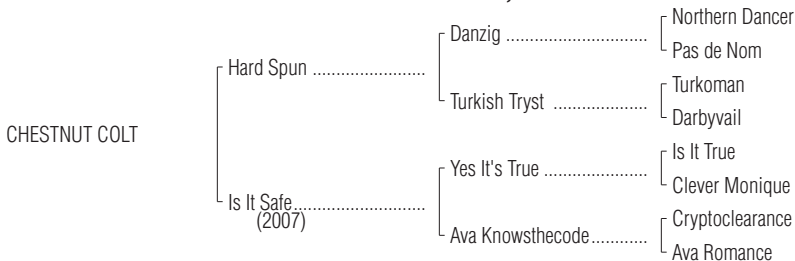 Northern Dancer
Danzig ..............................
Pas de Nom
Hard Spun ........................
Turkoman
Turkish Tryst ....................
Darbyvail
CHESTNUT COLT
Is It True
Yes It's True ......................
Clever Monique
Is It Safe............................
(2007)
Cryptoclearance
Ava Knowsthecode............
Ava Romance